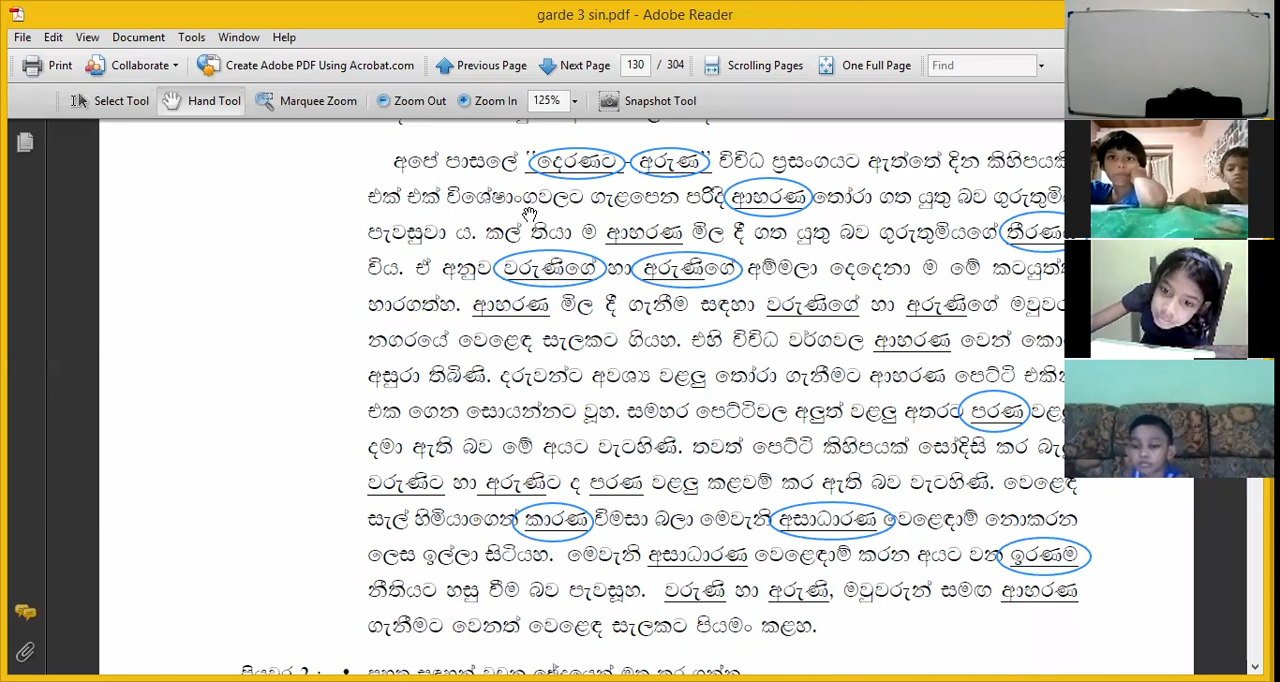 garde 3 sin.pdf - Adobe Reader
File Edit View Document Tools Window Help
Print Collaborate Create Adobe PDF Using Acrobat.com Previous Page Next Page 130 / 304 Scrolling Pages One Full Page Find
Select Tool Hand Tool Marquee Zoom Zoom Out Zoom In 125% Snapshot Tool
අපේ පාසලේ "දෙරණට - අරුණ" විවිධ ප්‍රසංගයට ඇත්තේ දින කිහිපයකි
එක් එක් විශේෂාංගවලට ගැළපෙන පරිදි ආභරණ තෝරා ගත යුතු බව ගුරුතුමි
පැවසුවා ය. කල් තියා ම ආභරණ මිල දී ගත යුතු බව ගුරුතුමියගේ තීරණ
විය. ඒ අනුව වරුණිගේ හා අරුණිගේ අම්මලා දෙදෙනා ම මේ
හාරගත්හ. ආභරණ මිල දී ගැනීම සඳහා වරුණිගේ හා අරුණිගේ
නගරයේ වෙළෙඳ සැලකට ගියහ. එහි විවිධ වර්ගවල ආභරණ වෙන්
අසුරා තිබිණි. දරුවන්ට අවශ්‍ය වළලු තෝරා ගැනීමට ආභරණ පෙට්ටි
එක ගෙන සොයන්නට වූහ. සමහර පෙට්ටිවල අලුත් වළලු අතරට පරණ
දමා ඇති බව මේ අයට වැටහිණි. තවත් පෙට්ටි කිහිපයක් සෝදිසි කර
වරුණිට හා අරුණිට ද පරණ වළලු කළවම් කර ඇති බව වැටහිණි. වෙළෙඳ
සැල් හිමියාගෙන් කාරණ විමසා බලා මෙවැනි අසාධාරණ වෙළෙඳාම් නොකරන
ලෙස ඉල්ලා සිටියහ. මෙවැනි අසාධාරණ වෙළෙඳාම් කරන අයට වන ඉරණම
නීතියට හසු වීම බව පැවසූහ. වරුණි හා අරුණි, මවුවරුන් සමඟ ආභරණ
ගැනීමට වෙනත් වෙළෙඳ සැලකට පියමං කළහ.